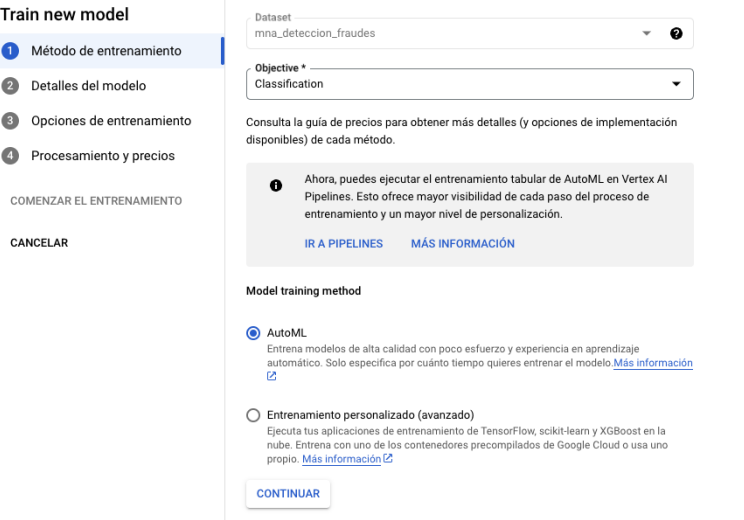 Train new model
1 Método de entrenamiento
2 Detalles del modelo
3 Opciones de entrenamiento
4 Procesamiento y precios
COMENZAR EL ENTRENAMIENTO
CANCELAR
Dataset
mna_deteccion_fraudes
Objective *
Classification
Consulta la guía de precios para obtener más detalles (y opciones de implementación
disponibles) de cada método.
Ahora, puedes ejecutar el entrenamiento tabular de AutoML en Vertex AI
Pipelines. Esto ofrece mayor visibilidad de cada paso del proceso de
entrenamiento y un mayor nivel de personalización.
IR A PIPELINES MÁS INFORMACIÓN
Model training method
AutoML
Entrena modelos de alta calidad con poco esfuerzo y experiencia en aprendizaje
automático. Solo especifica por cuánto tiempo quieres entrenar el modelo.Más información
Entrenamiento personalizado (avanzado)
Ejecuta tus aplicaciones de entrenamiento de TensorFlow, scikit-learn y XGBoost en la
nube. Entrena con uno de los contenedores precompilados de Google Cloud o usa uno
propio. Más información
CONTINUAR